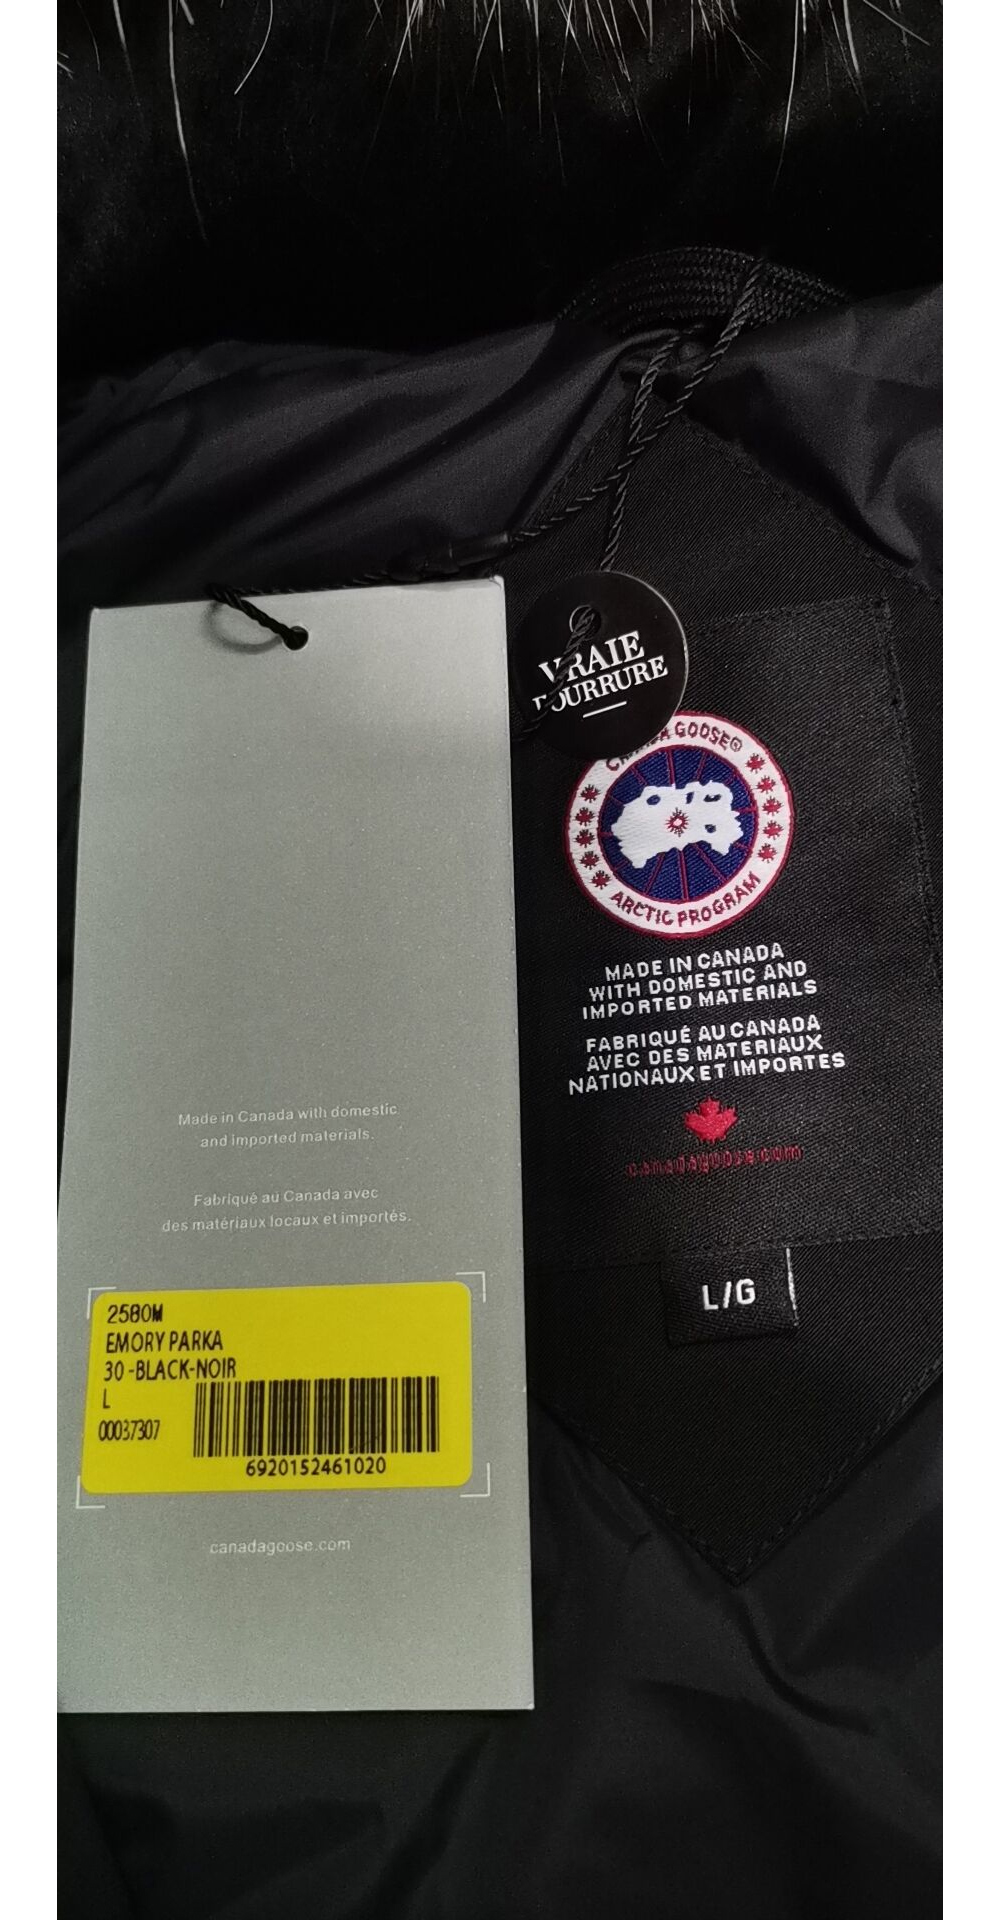 VRAIE
FOURRURE
CANADA GOOSE®
ARCTIC PROGRAM
MADE IN CANADA
WITH DOMESTIC AND
IMPORTED MATERIALS
FABRIQUÉ AU CANADA
AVEC DES MATERIAUX
NATIONAUX ET IMPORTES
canadagoose.com
L/G
Made in Canada with domestic
and imported materials.
Fabriqué au Canada avec
des matériaux locaux et importés.
2580M
EMORY PARKA
30-BLACK-NOIR
L
00037307
6920152461020
canadagoose.com